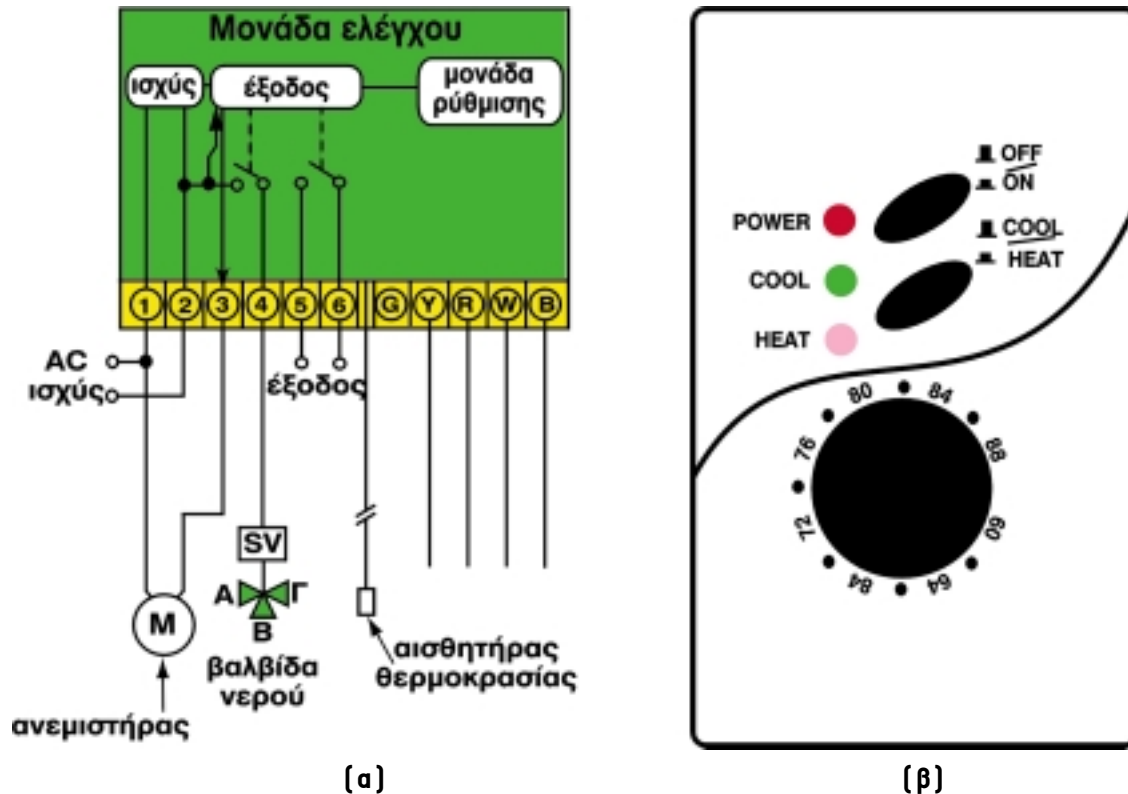 Μονάδα ελέγχου
ισχύς
έξοδος
μονάδα
ρύθμισης
1 2 3 4 5 6 G Y R W B
AC
ισχύς
έξοδος
SV
A Γ
B
M
βαλβίδα
νερού
αισθητήρας
θερμοκρασίας
ανεμιστήρας
(α)
OFF
ON
POWER
COOL
HEAT
COOL
HEAT
80 84
76 88
72 60
84 64
(β)